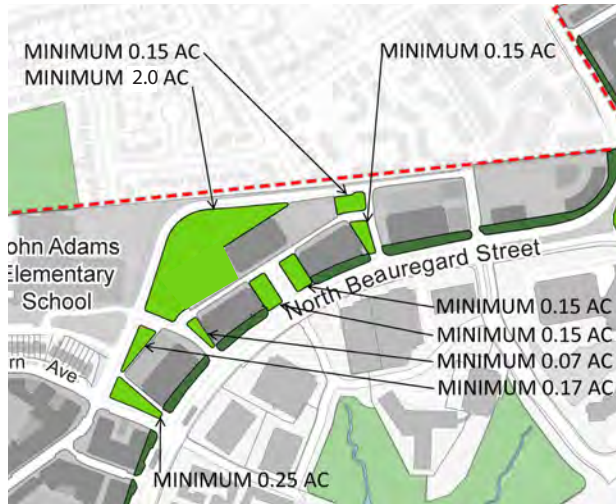 MINIMUM 0.15 AC
MINIMUM 2.0 AC
MINIMUM 0.15 AC
ohn Adams
Elementary
School
North Beauregard Street
MINIMUM 0.15 AC
MINIMUM 0.15 AC
MINIMUM 0.07 AC
MINIMUM 0.17 AC
rn Ave
MINIMUM 0.25 AC